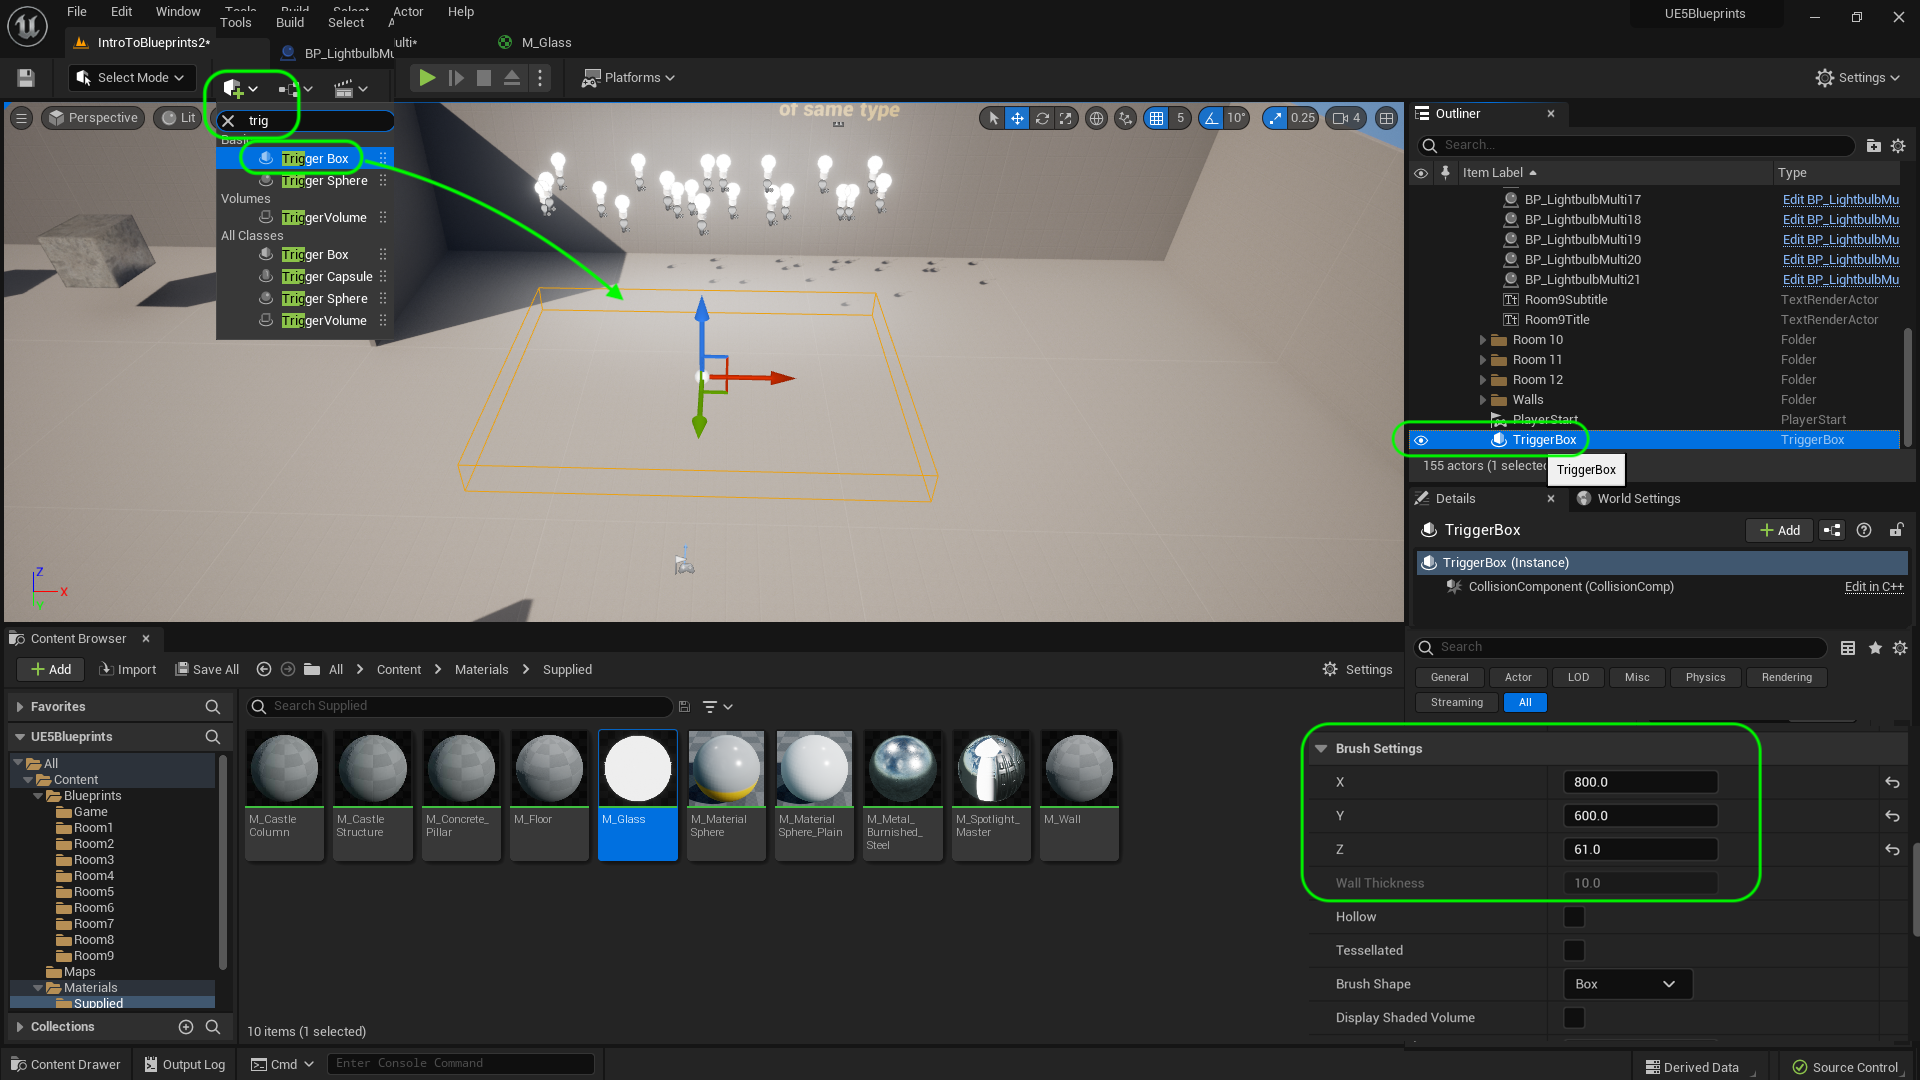 File Edit Window Tools Build Select Actor Help
Tools Build Select
UE5Blueprints
IntroToBlueprints2*
BP_LightbulbMu
ulti*
M_Glass
Select Mode
Platforms
Settings
Perspective
Lit
trig
Basic
Trigger Box
Trigger Sphere
Volumes
TriggerVolume
All Classes
Trigger Box
Trigger Capsule
Trigger Sphere
TriggerVolume
of same type
5
10°
0.25
4
Z
X
Y
Outliner
Search...
Item Label
Type
BP_LightbulbMulti17 Edit BP_LightbulbMu
BP_LightbulbMulti18 Edit BP_LightbulbMu
BP_LightbulbMulti19 Edit BP_LightbulbMu
BP_LightbulbMulti20 Edit BP_LightbulbMu
BP_LightbulbMulti21 Edit BP_LightbulbMu
Room9Subtitle TextRenderActor
Room9Title TextRenderActor
Room 10 Folder
Room 11 Folder
Room 12 Folder
Walls Folder
PlayerStart PlayerStart
TriggerBox TriggerBox
155 actors (1 selected
TriggerBox
Details
World Settings
TriggerBox
Add
TriggerBox (Instance)
CollisionComponent (CollisionComp)
Edit in C++
Search
General Actor LOD Misc Physics Rendering
Streaming All
Brush Settings
X 800.0
Y 600.0
Z 61.0
Wall Thickness 10.0
Hollow
Tessellated
Brush Shape Box
Display Shaded Volume
Content Browser
Add Import Save All All Content Materials Supplied
Settings
Favorites
UE5Blueprints
All
Content
Blueprints
Game
Room1
Room2
Room3
Room4
Room5
Room6
Room7
Room8
Room9
Maps
Materials
Supplied
Collections
Search Supplied
M_Castle
Column
M_Castle
Structure
M_Concrete_
Pillar
M_Floor
M_Glass
M_Material
Sphere
M_Material
Sphere_Plain
M_Metal_
Burnished_
Steel
M_Spotlight_
Master
M_Wall
10 items (1 selected)
Content Drawer
Output Log
Cmd
Enter Console Command
Derived Data
Source Control